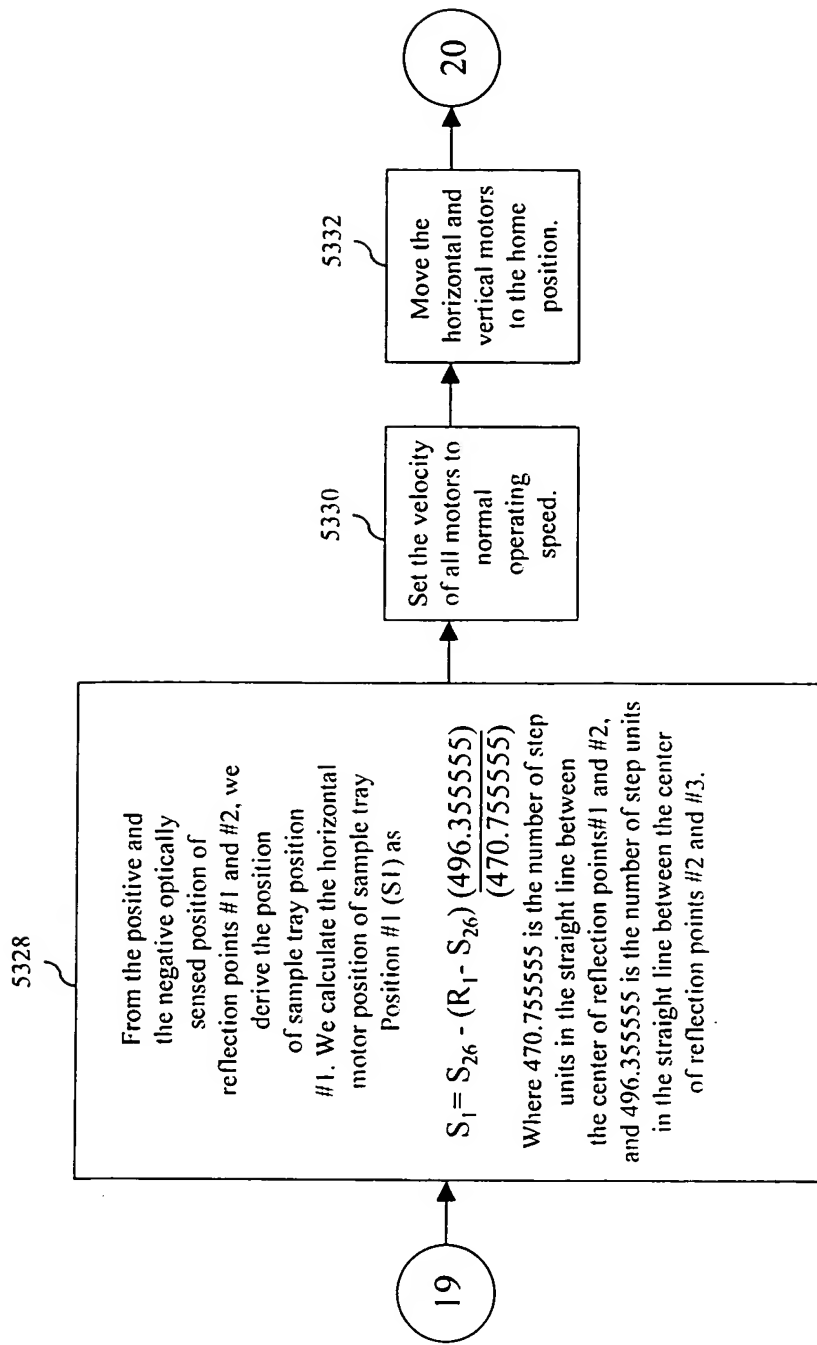 19
5328
From the positive and
the negative optically
sensed position of
reflection points #1 and #2, we
derive the position
of sample tray position
#1. We calculate the horizontal
motor position of sample tray
Position #1 (S1) as
S₁= S₂₆ - (R₁- S₂₆) (496.355555)
(470.755555)
Where 470.755555 is the number of step
units in the straight line between
the center of reflection points#1 and #2,
and 496.355555 is the number of step units
in the straight line between the center
of reflection points #2 and #3.
5330
Set the velocity
of all motors to
normal
operating
speed.
5332
Move the
horizontal and
vertical motors
to the home
position.
20